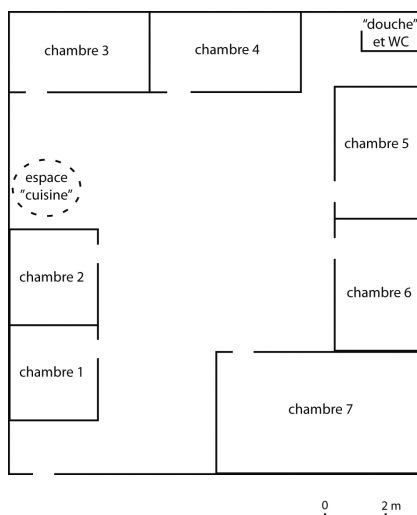 "douche"
et WC
chambre 3
chambre 4
chambre 5
espace
"cuisine"
chambre 2
chambre 6
chambre 1
chambre 7
0 2 m